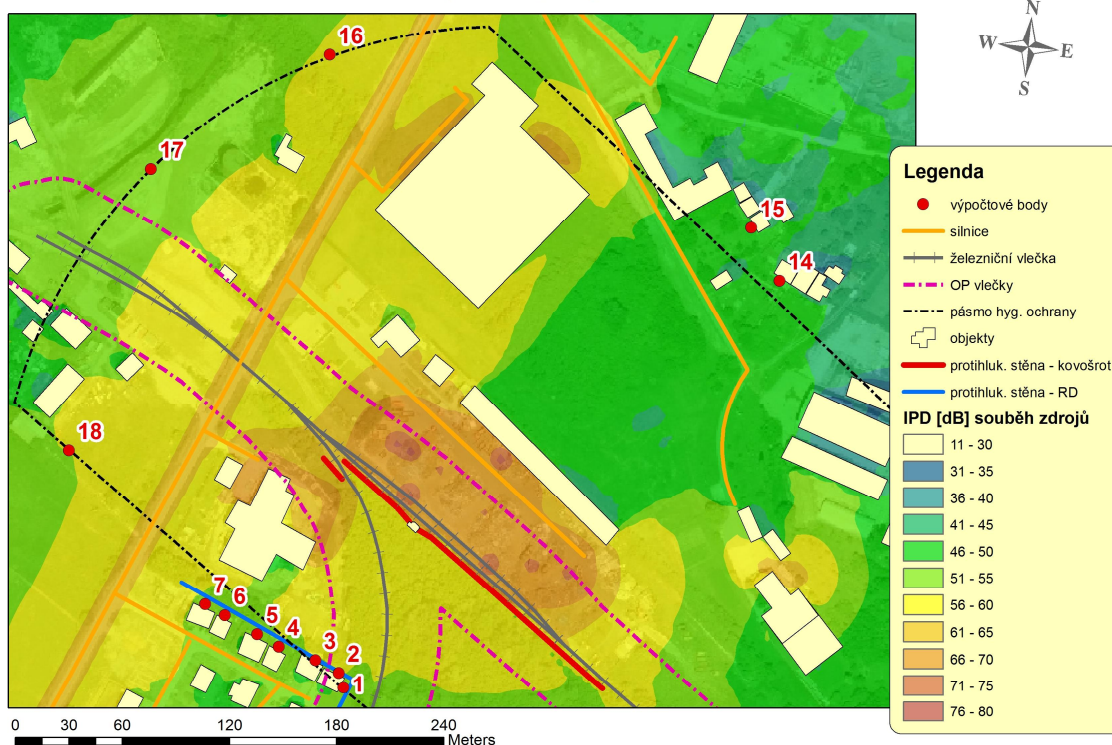 N
W
E
S
16
17
15
14
18
7
6
5
4
3
2
1
Legenda
výpočtové body
silnice
železniční vlečka
OP vlečky
pásmo hyg. ochrany
objekty
protihluk. stěna - kovošrot
protihluk. stěna - RD
IPD [dB] souběh zdrojů
11 - 30
31 - 35
36 - 40
41 - 45
46 - 50
51 - 55
56 - 60
61 - 65
66 - 70
71 - 75
76 - 80
0 30 60 120 180 240
Meters